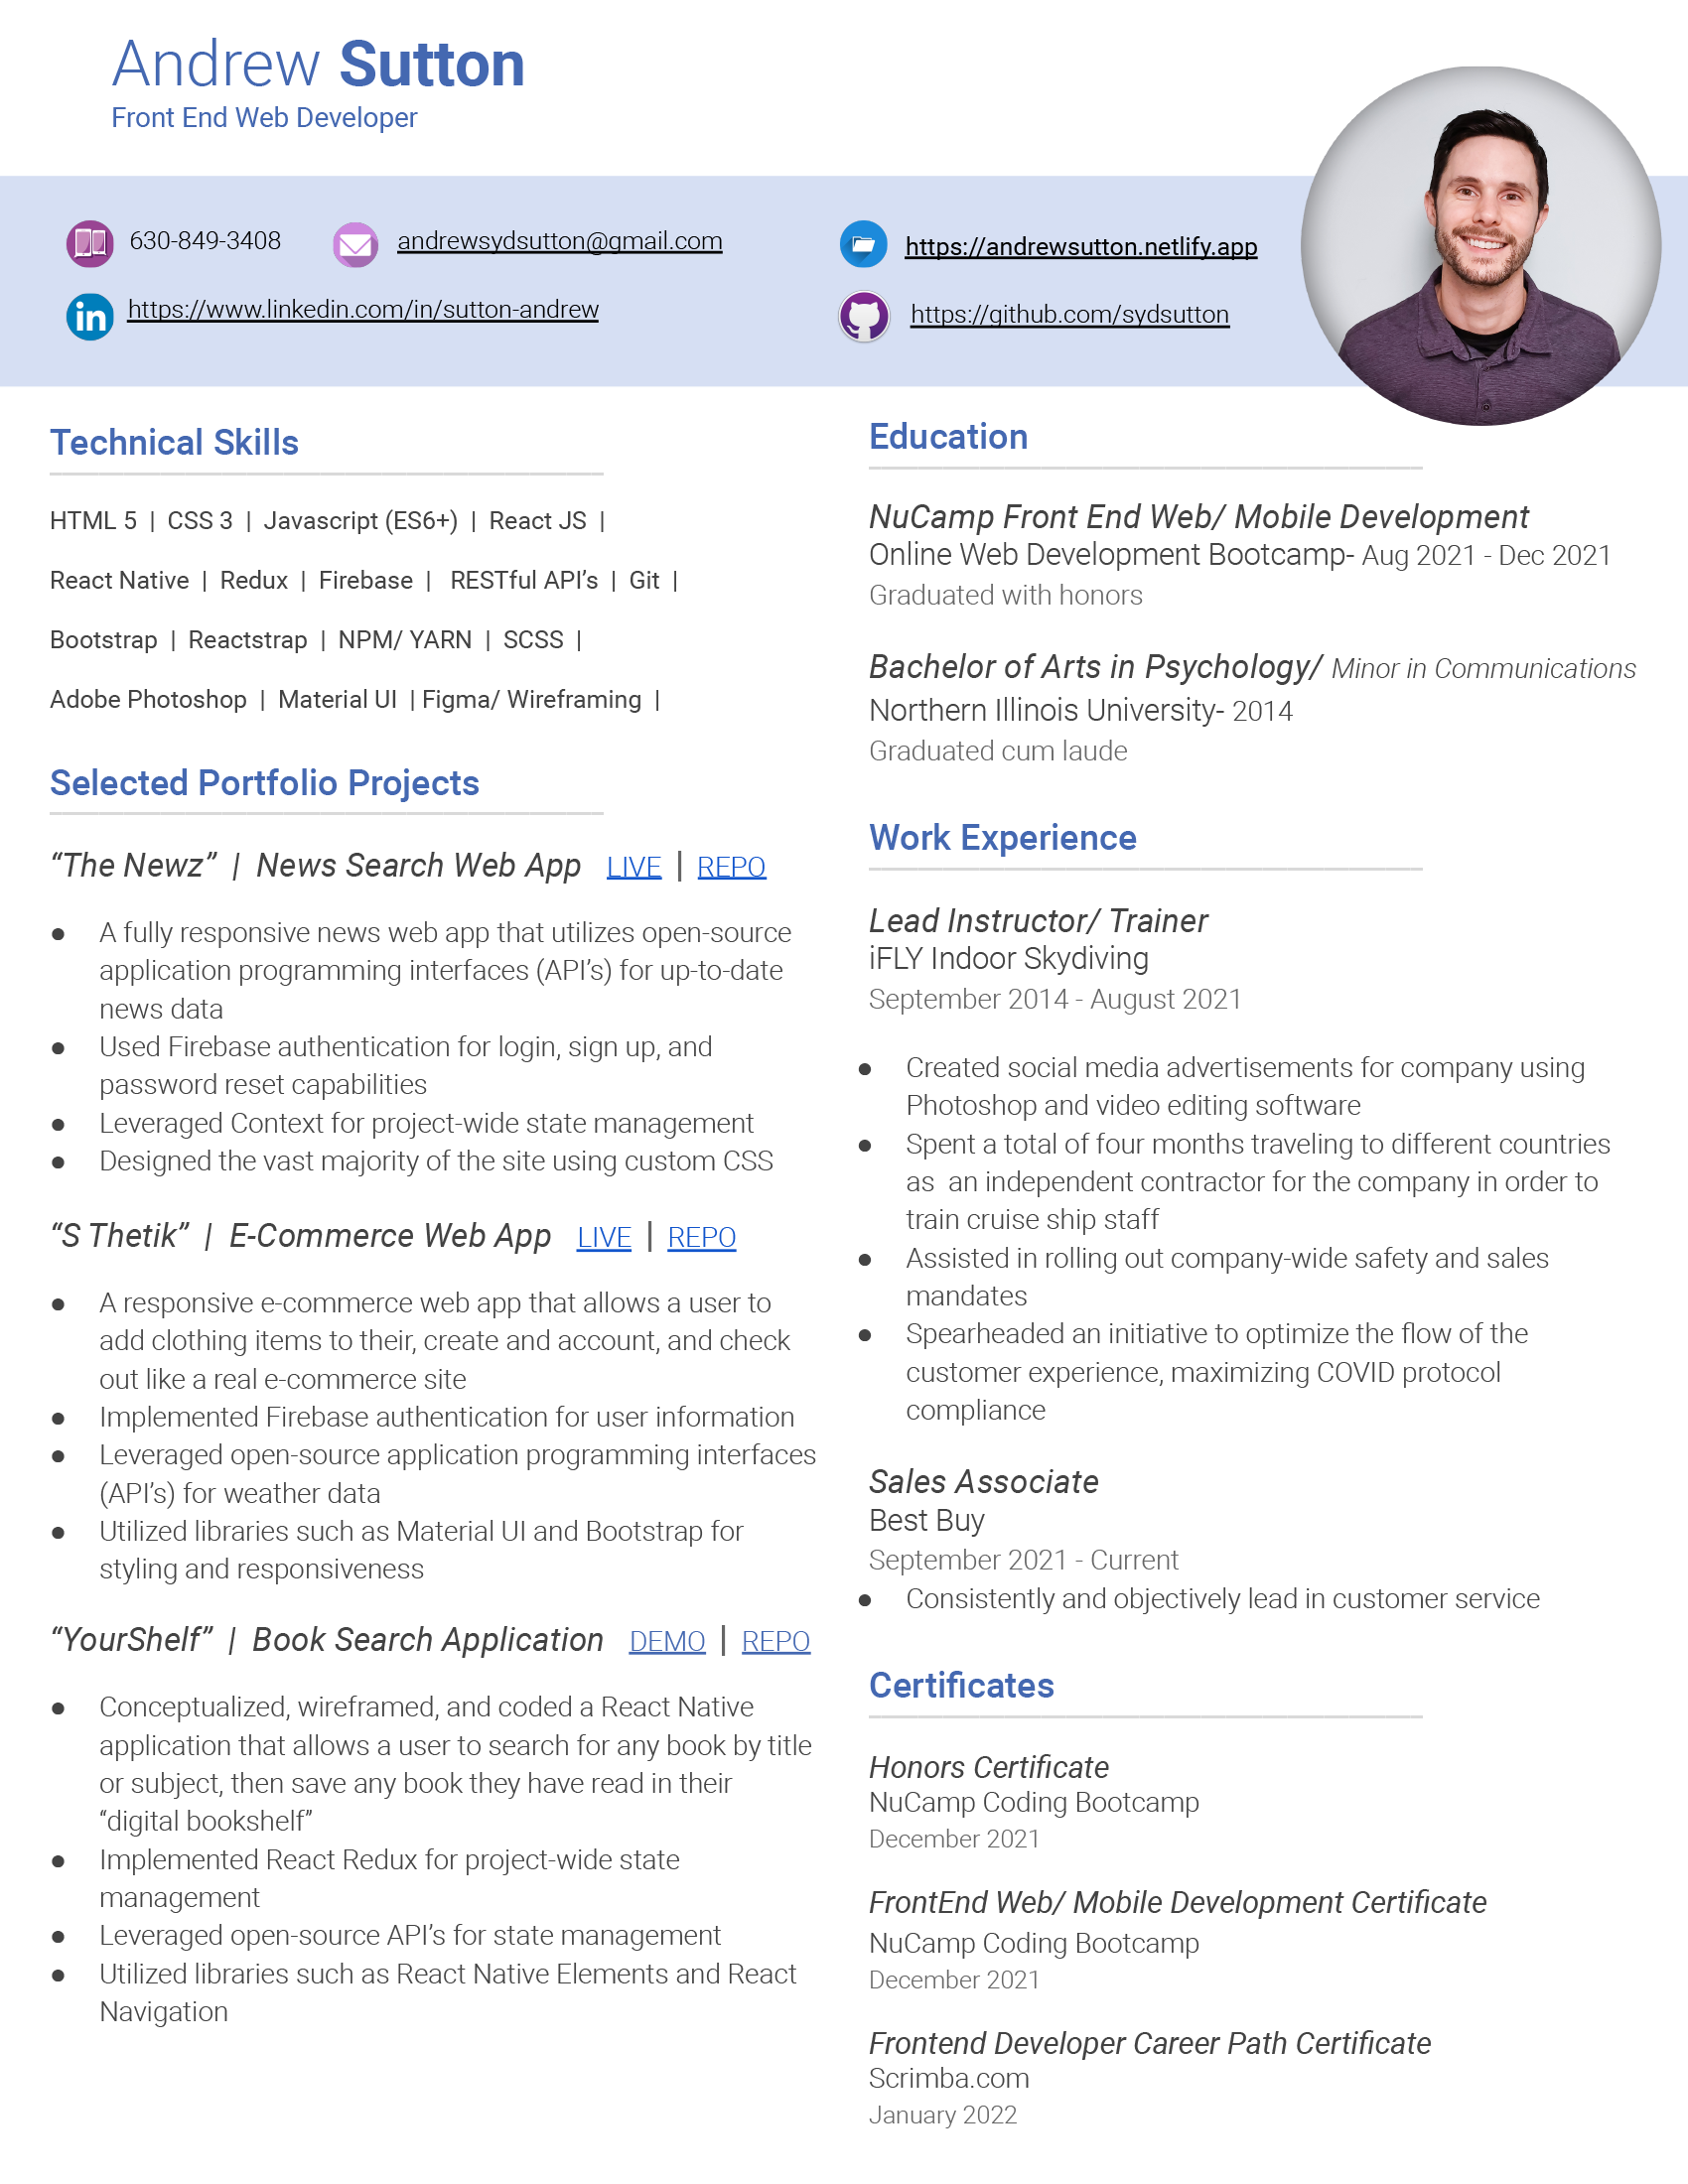 Andrew Sutton
Front End Web Developer
630-849-3408
andrewsydsutton@gmail.com
https://andrewsutton.netlify.app
https://www.linkedin.com/in/sutton-andrew
https://github.com/sydsutton
Technical Skills
HTML 5 | CSS 3 | Javascript (ES6+) | React JS |
React Native | Redux | Firebase | RESTful API’s | Git |
Bootstrap | Reactstrap | NPM/ YARN | SCSS |
Adobe Photoshop | Material UI | Figma/ Wireframing |
Selected Portfolio Projects
“The Newz” | News Search Web App LIVE | REPO
● A fully responsive news web app that utilizes open-source
application programming interfaces (API’s) for up-to-date
news data
● Used Firebase authentication for login, sign up, and
password reset capabilities
● Leveraged Context for project-wide state management
● Designed the vast majority of the site using custom CSS
“S Thetik” | E-Commerce Web App LIVE | REPO
● A responsive e-commerce web app that allows a user to
add clothing items to their, create and account, and check
out like a real e-commerce site
● Implemented Firebase authentication for user information
● Leveraged open-source application programming interfaces
(API’s) for weather data
● Utilized libraries such as Material UI and Bootstrap for
styling and responsiveness
“YourShelf” | Book Search Application DEMO | REPO
● Conceptualized, wireframed, and coded a React Native
application that allows a user to search for any book by title
or subject, then save any book they have read in their
“digital bookshelf”
● Implemented React Redux for project-wide state
management
● Leveraged open-source API’s for state management
● Utilized libraries such as React Native Elements and React
Navigation
Education
NuCamp Front End Web/ Mobile Development
Online Web Development Bootcamp- Aug 2021 - Dec 2021
Graduated with honors
Bachelor of Arts in Psychology/ Minor in Communications
Northern Illinois University- 2014
Graduated cum laude
Work Experience
Lead Instructor/ Trainer
iFLY Indoor Skydiving
September 2014 - August 2021
● Created social media advertisements for company using
Photoshop and video editing software
● Spent a total of four months traveling to different countries
as an independent contractor for the company in order to
train cruise ship staff
● Assisted in rolling out company-wide safety and sales
mandates
● Spearheaded an initiative to optimize the flow of the
customer experience, maximizing COVID protocol
compliance
Sales Associate
Best Buy
September 2021 - Current
● Consistently and objectively lead in customer service
Certificates
Honors Certificate
NuCamp Coding Bootcamp
December 2021
FrontEnd Web/ Mobile Development Certificate
NuCamp Coding Bootcamp
December 2021
Frontend Developer Career Path Certificate
Scrimba.com
January 2022